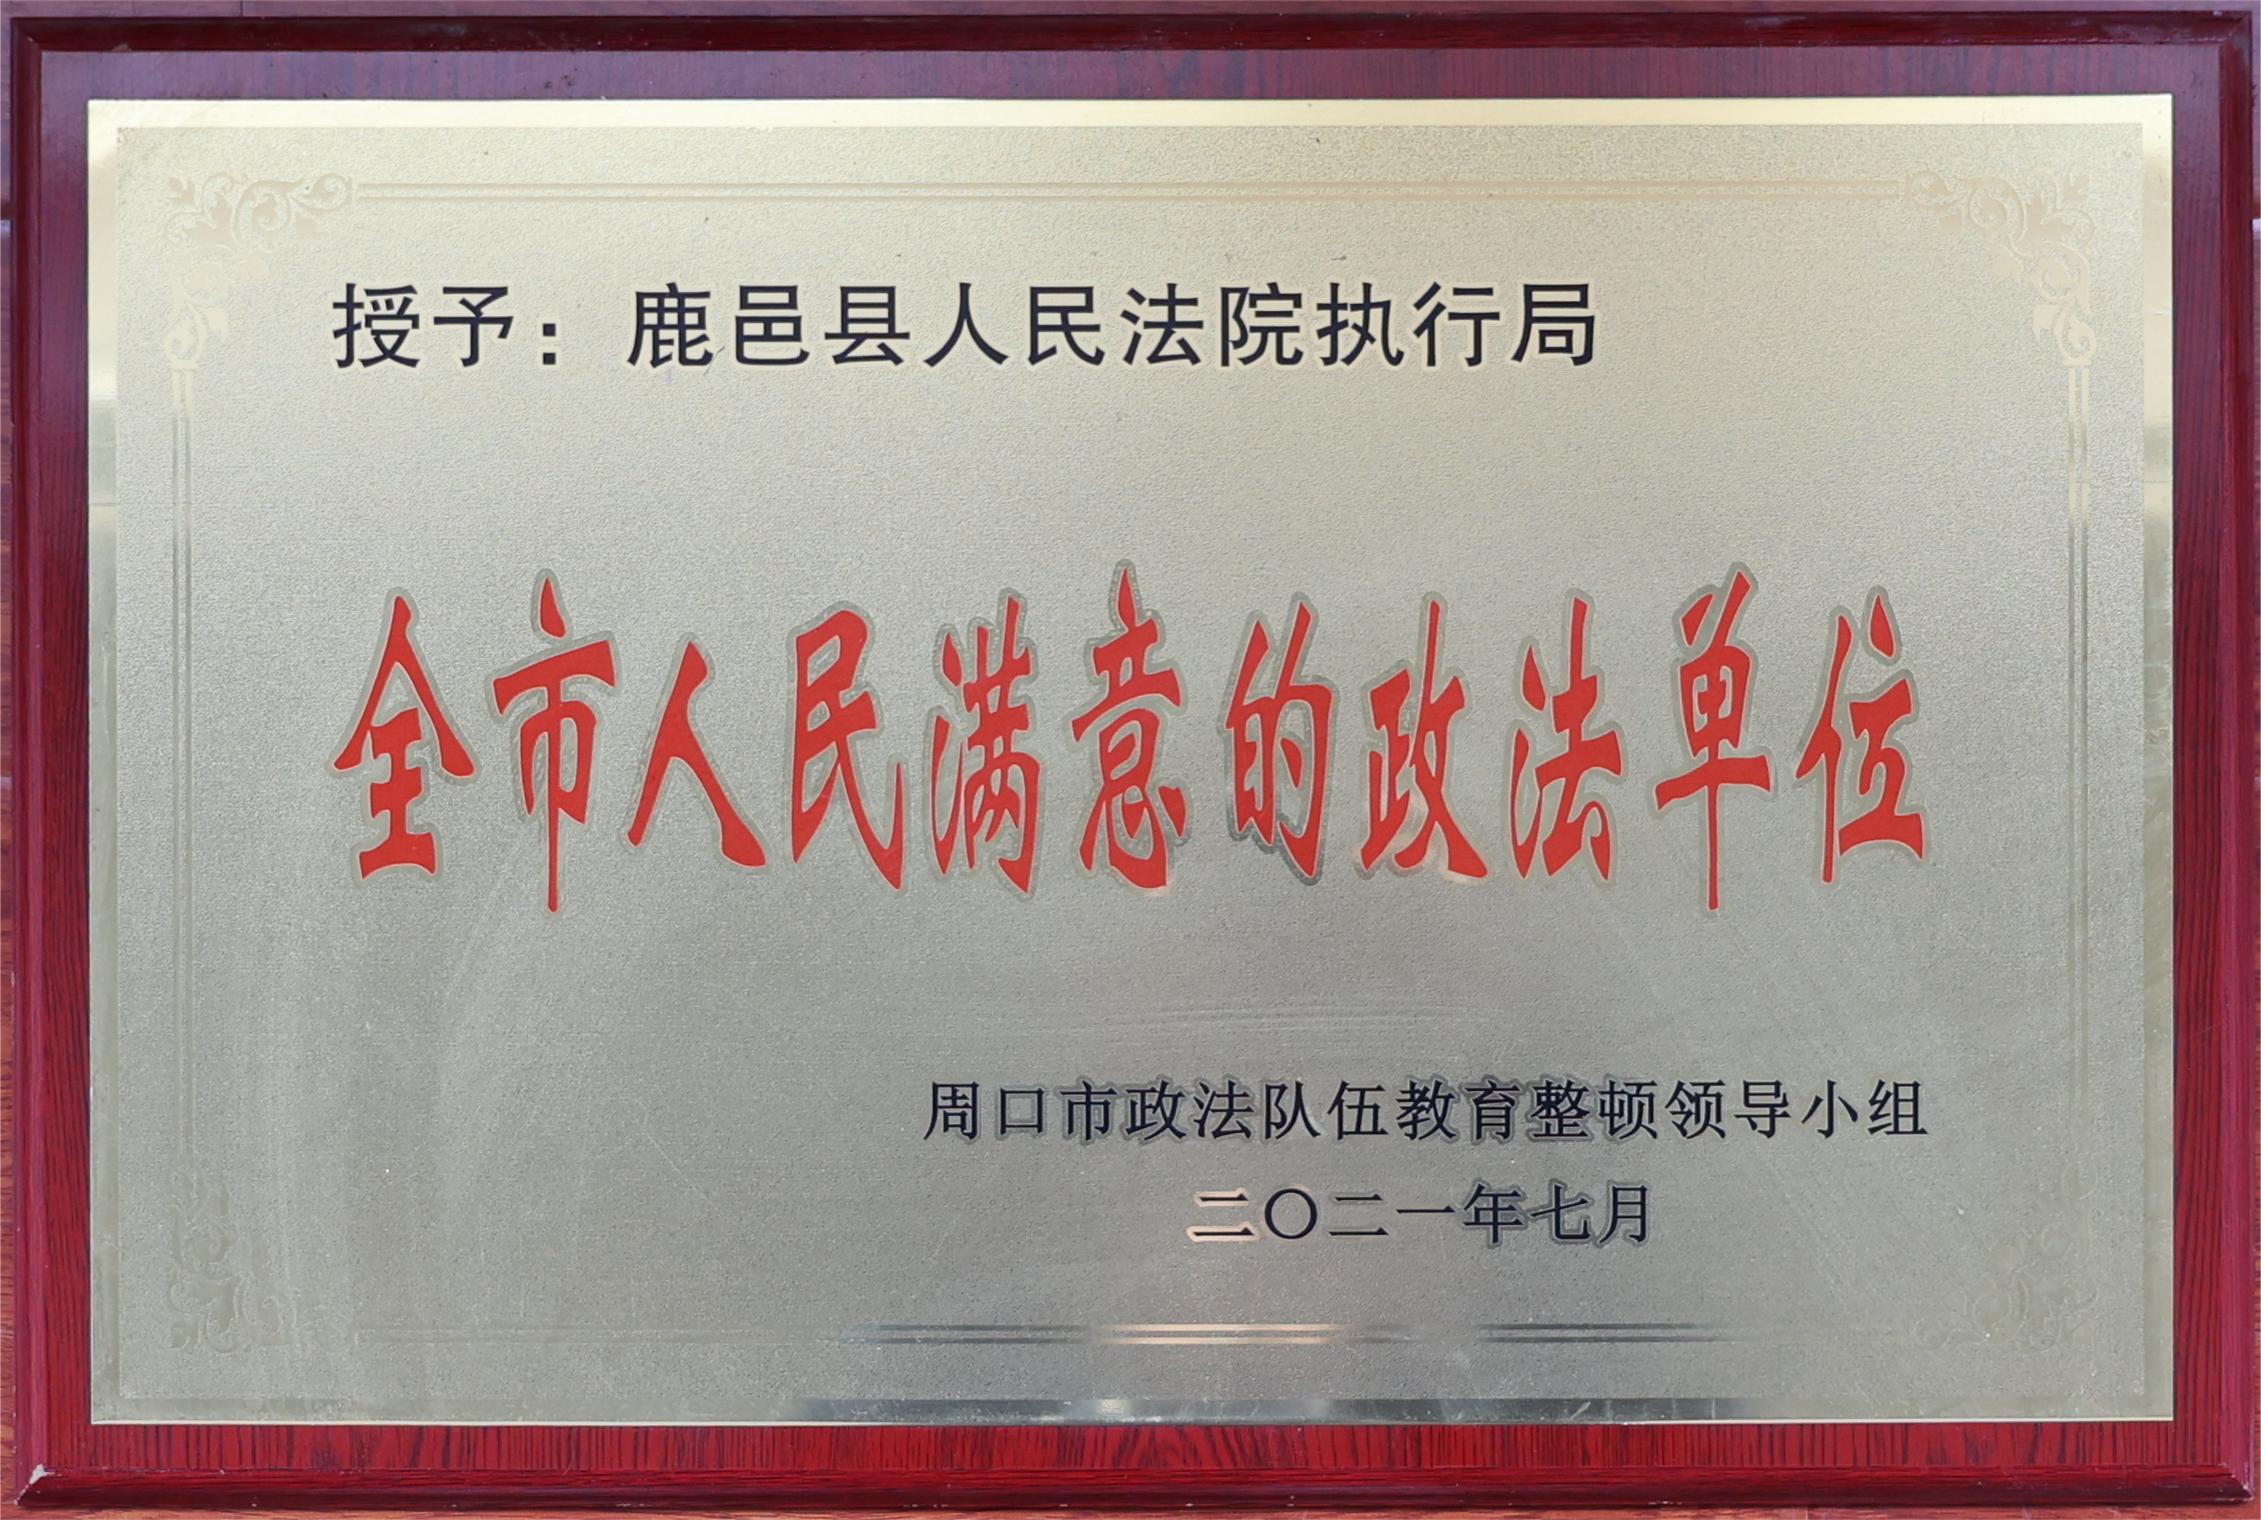 授予：鹿邑县人民法院执行局
全市人民满意的政法单位
周口市政法队伍教育整顿领导小组
二〇二一年七月